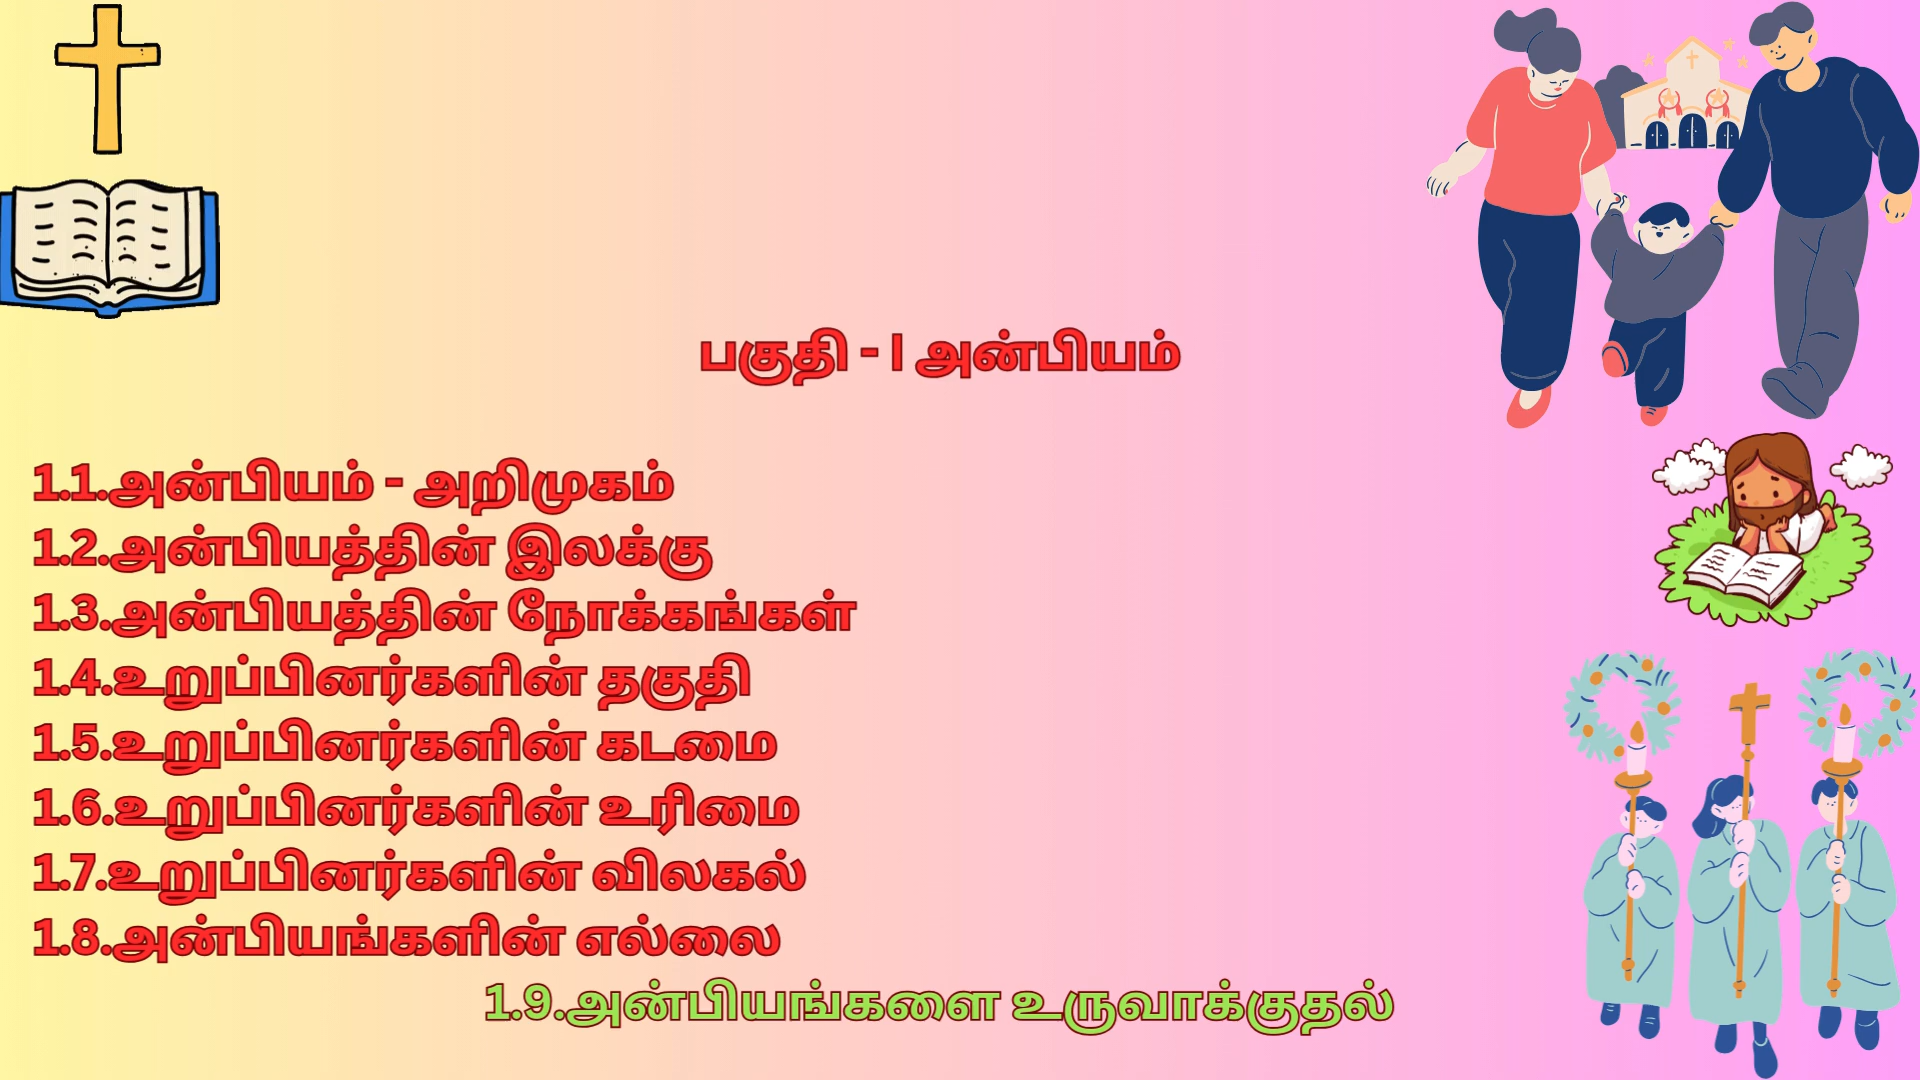 பகுதி - I அன்பியம்
1.1.அன்பியம் - அறிமுகம்
1.2.அன்பியத்தின் இலக்கு
1.3.அன்பியத்தின் நோக்கங்கள்
1.4.உறுப்பினர்களின் தகுதி
1.5.உறுப்பினர்களின் கடமை
1.6.உறுப்பினர்களின் உரிமை
1.7.உறுப்பினர்களின் விலகல்
1.8.அன்பியங்களின் எல்லை
1.9.அன்பியங்களை உருவாக்குதல்